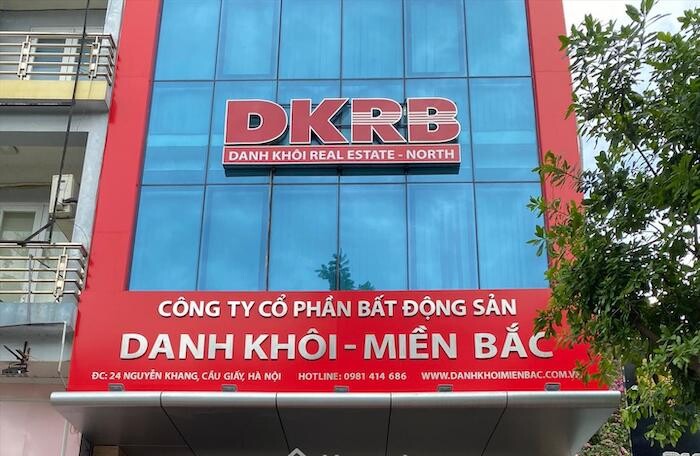 DKRB
DANH KHÔI REAL ESTATE - NORTH
CÔNG TY CỔ PHẦN BẤT ĐỘNG SẢN
DANH KHÔI - MIỀN BẮC
ĐC: 24 NGUYỄN KHANG, CẦU GIẤY, HÀ NỘI HOTLINE: 0981 414 686 WWW.DANHKHOIMIENBAC.COM.VN